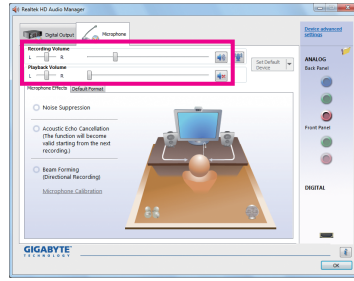 Realtek HD Audio Manager
Digital Output
Microphone
Device advanced
settings
Recording Volume
L
R
Set Default
Device
Playback Volume
L
R
ANALOG
Back Panel
Microphone Effects
Default Format
Noise Suppression
Acoustic Echo Cancellation
(The function will become
valid starting from the next
recording.)
Front Panel
Beam Forming
(Directional Recording)
Microphone Calibration
DIGITAL
GIGABYTE
TECHNOLOGY
OK